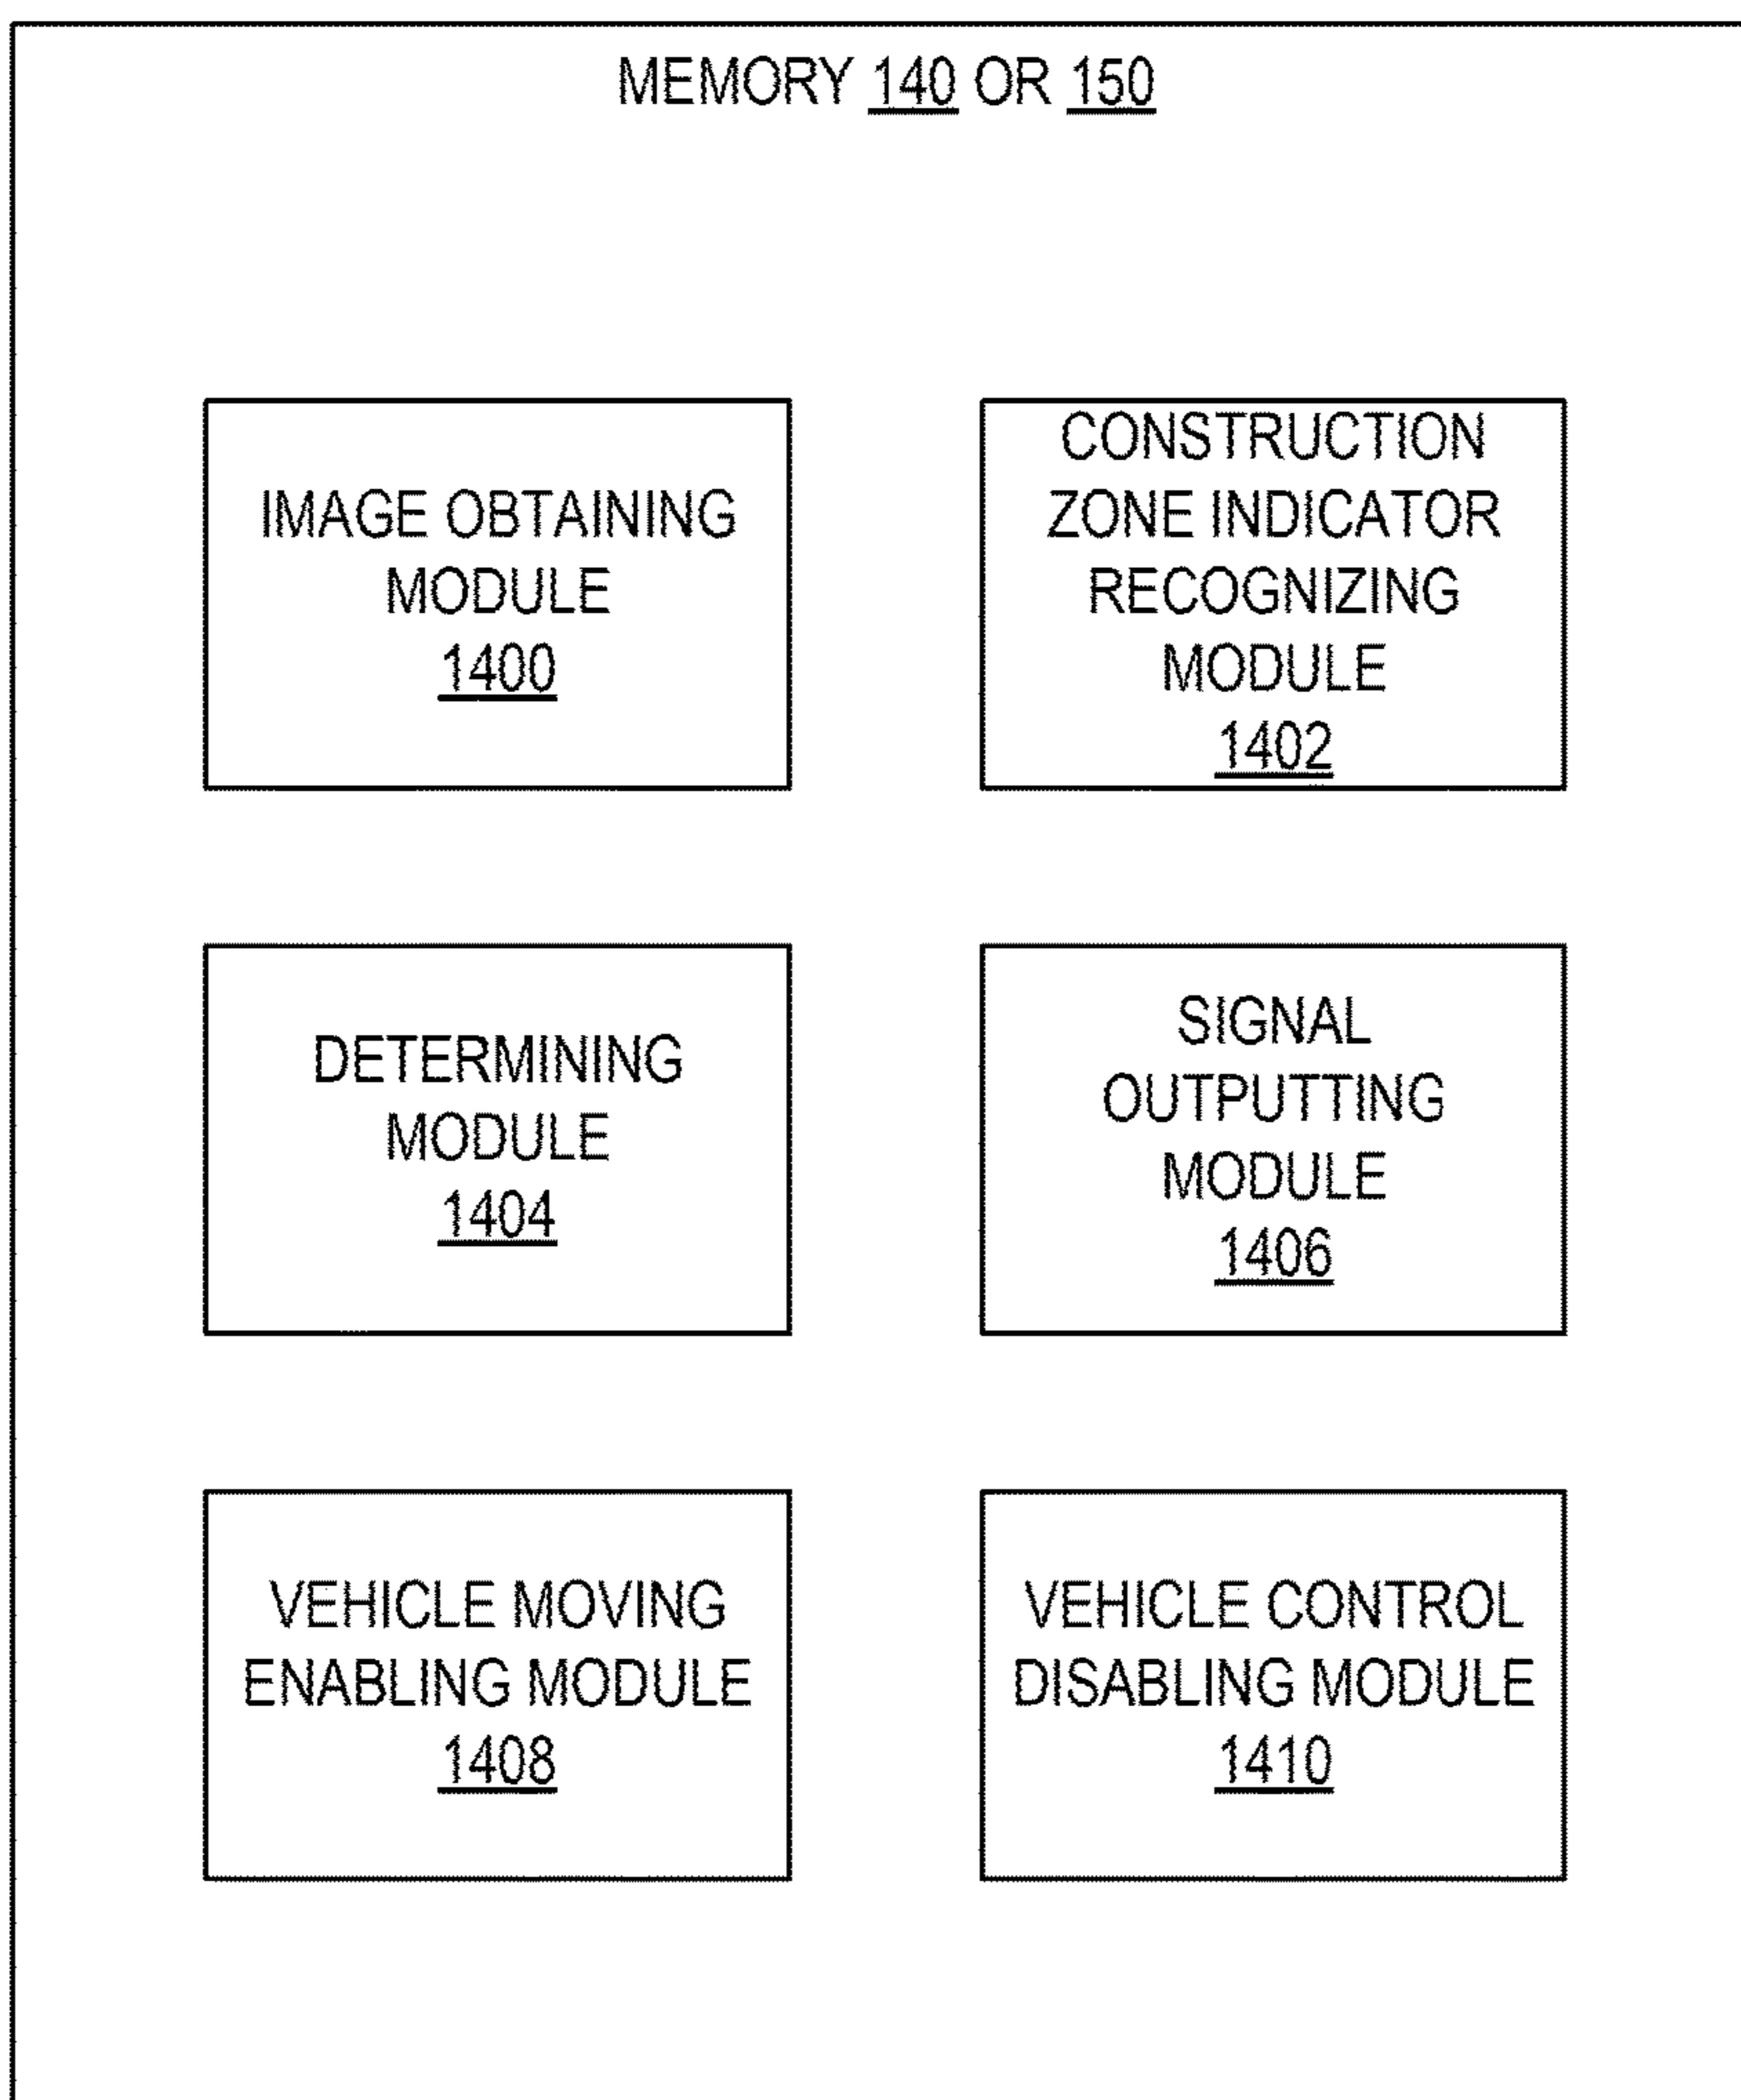 MEMORY 140 OR 150
IMAGE OBTAINING
MODULE
1400
CONSTRUCTION
ZONE INDICATOR
RECOGNIZING
MODULE
1402
DETERMINING
MODULE
1404
SIGNAL
OUTPUTTING
MODULE
1406
VEHICLE MOVING
ENABLING MODULE
1408
VEHICLE CONTROL
DISABLING MODULE
1410